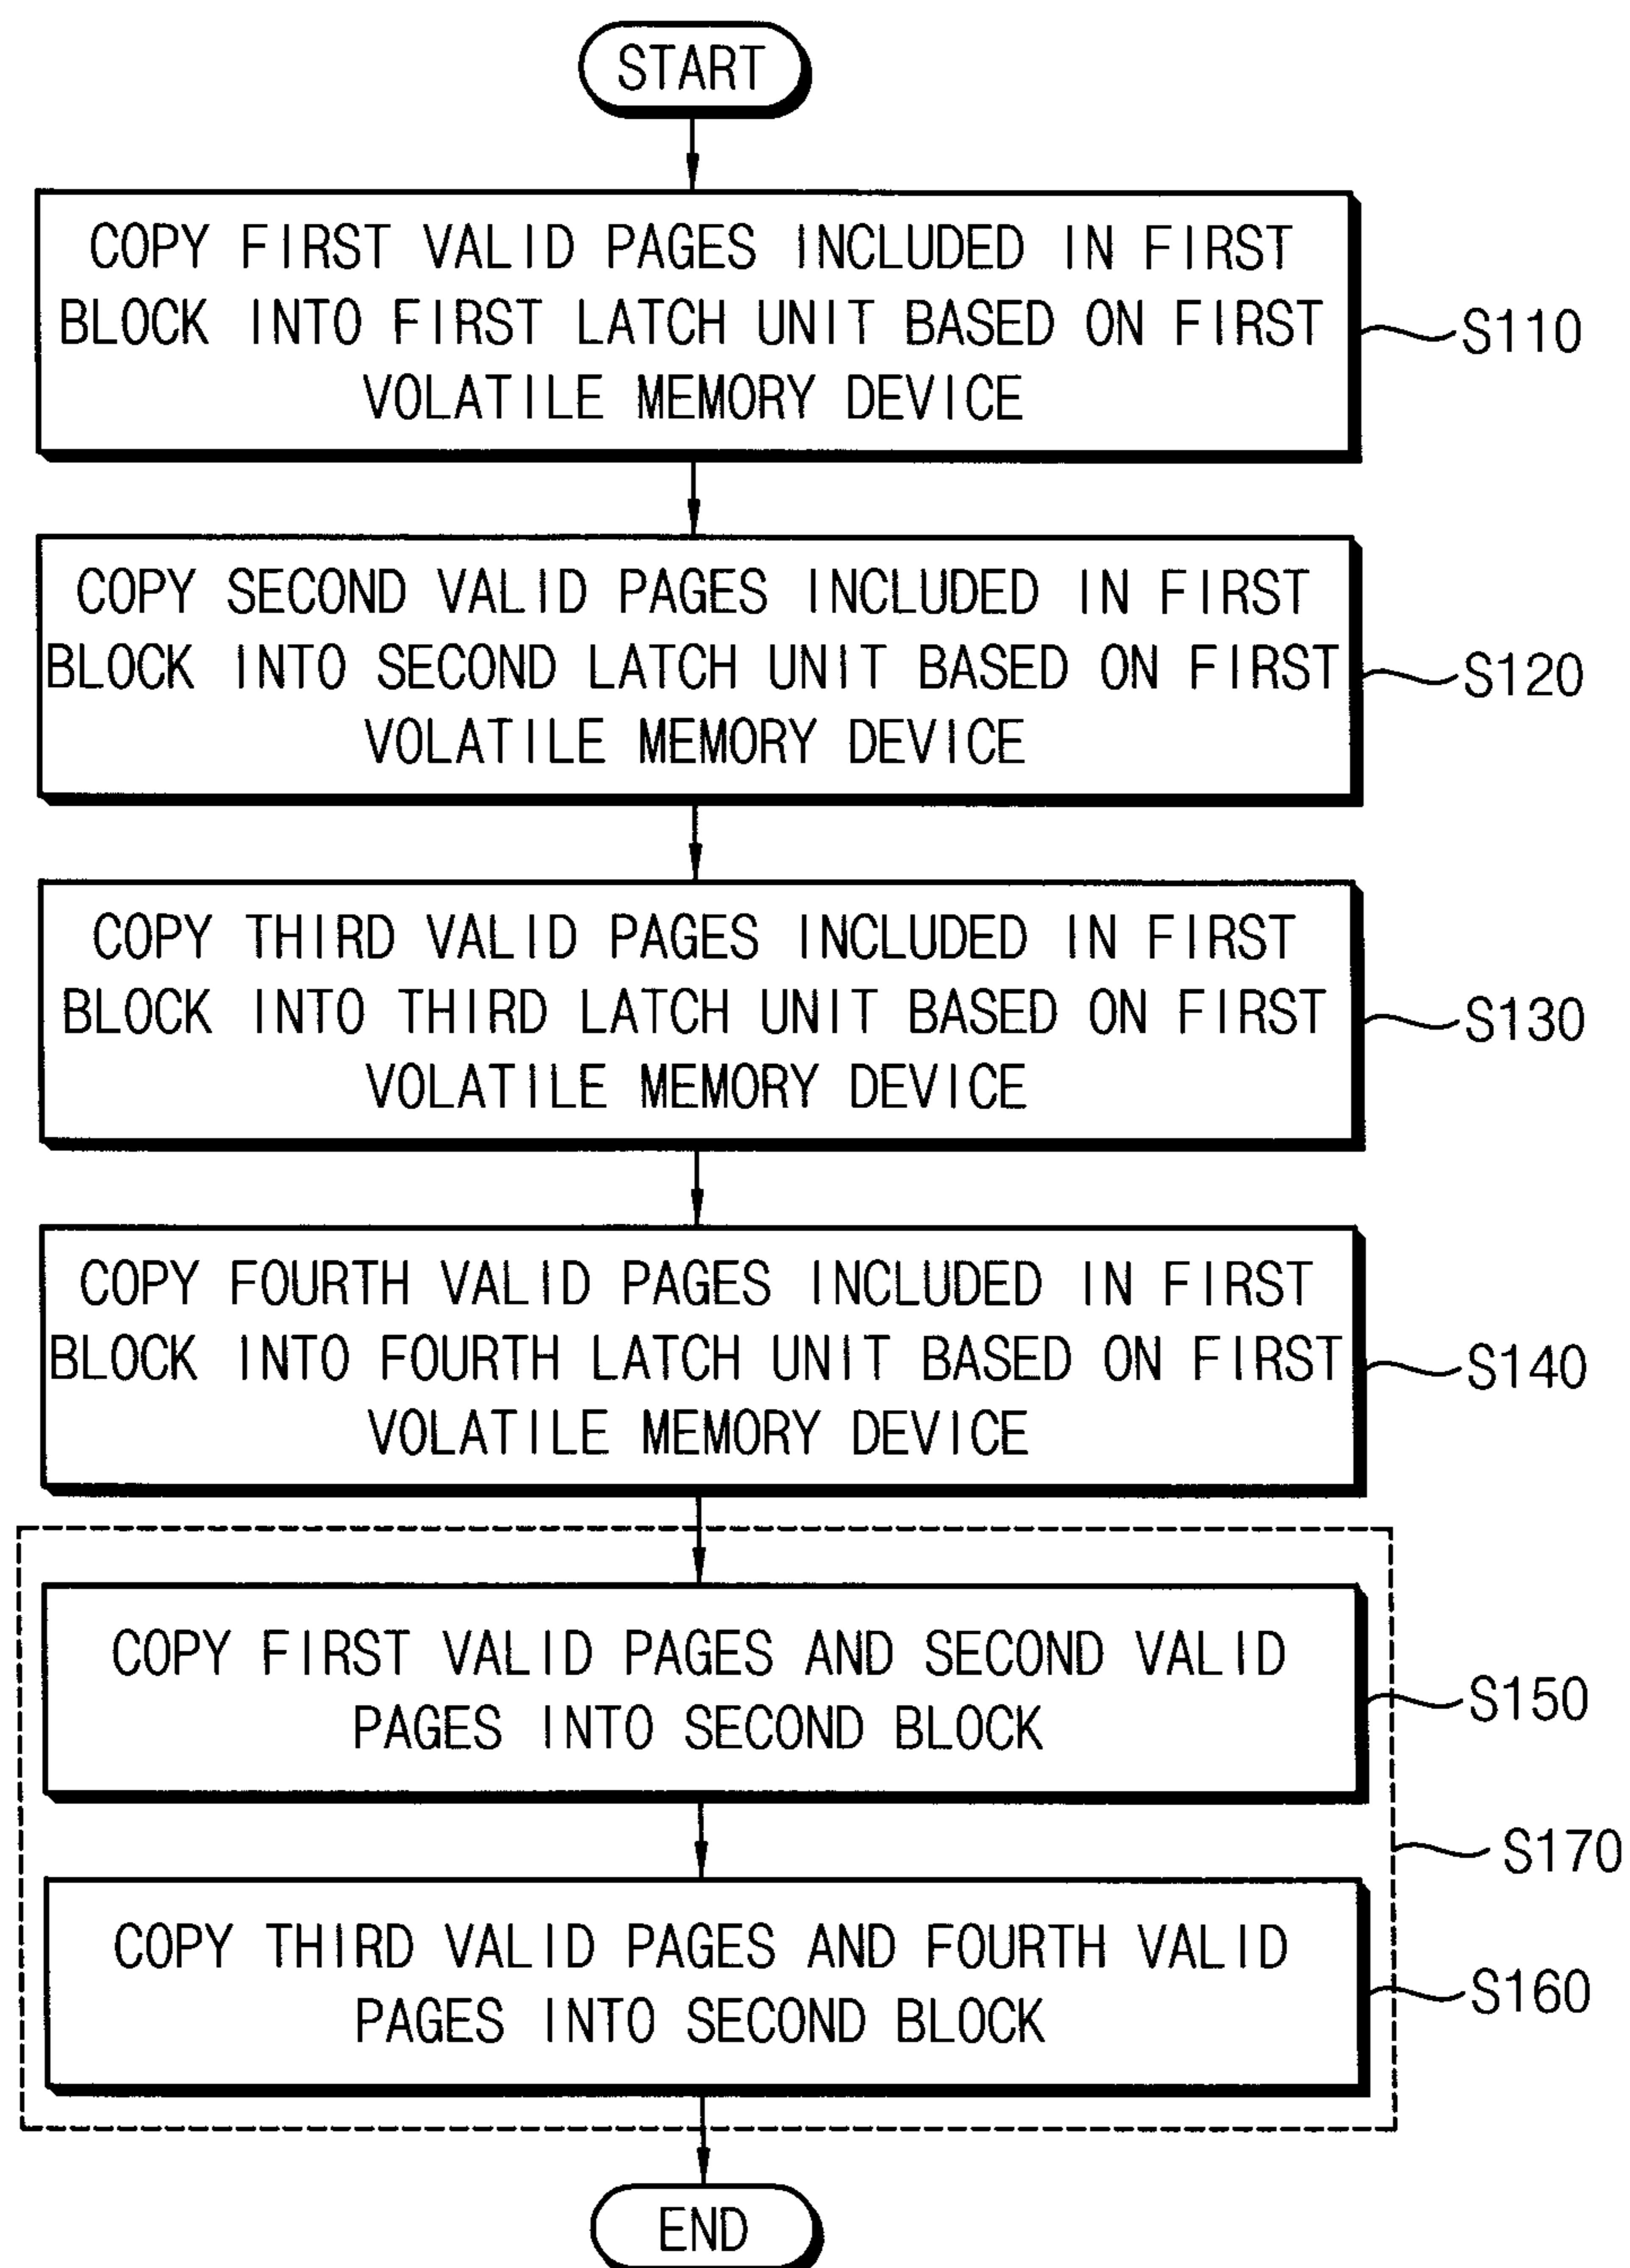 START
COPY FIRST VALID PAGES INCLUDED IN FIRST
BLOCK INTO FIRST LATCH UNIT BASED ON FIRST
VOLATILE MEMORY DEVICE
S110
COPY SECOND VALID PAGES INCLUDED IN FIRST
BLOCK INTO SECOND LATCH UNIT BASED ON FIRST
VOLATILE MEMORY DEVICE
S120
COPY THIRD VALID PAGES INCLUDED IN FIRST
BLOCK INTO THIRD LATCH UNIT BASED ON FIRST
VOLATILE MEMORY DEVICE
S130
COPY FOURTH VALID PAGES INCLUDED IN FIRST
BLOCK INTO FOURTH LATCH UNIT BASED ON FIRST
VOLATILE MEMORY DEVICE
S140
COPY FIRST VALID PAGES AND SECOND VALID
PAGES INTO SECOND BLOCK
S150
S170
COPY THIRD VALID PAGES AND FOURTH VALID
PAGES INTO SECOND BLOCK
S160
END